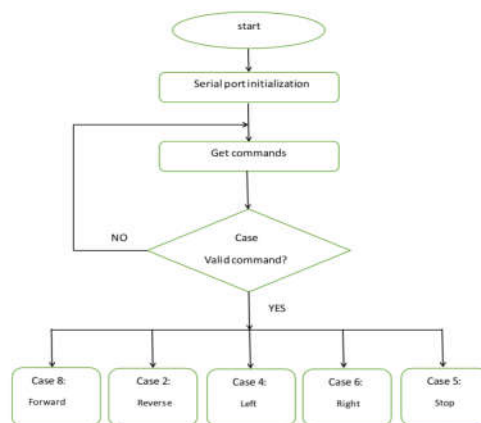 start
Serial port initialization
Get commands
NO
Case
Valid command?
YES
Case 8:
Forward
Case 2:
Reverse
Case 4:
Left
Case 6:
Right
Case 5:
Stop